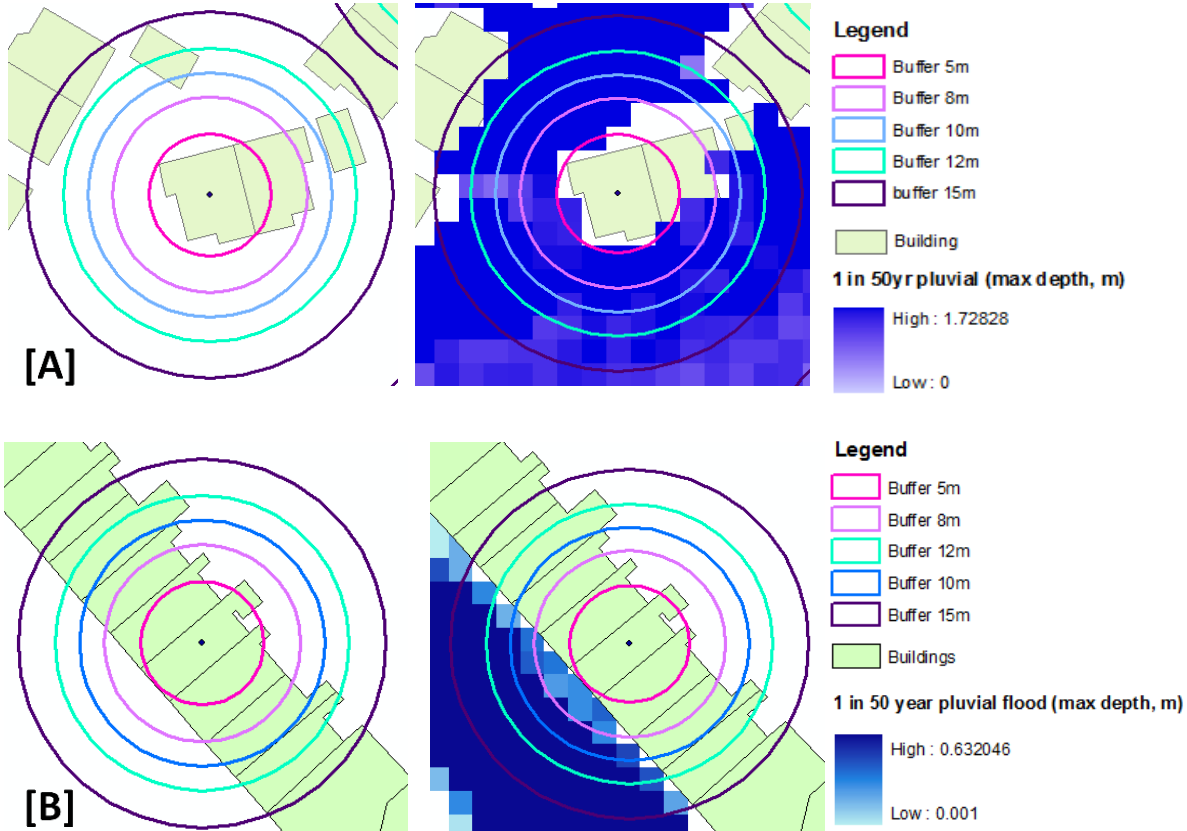 Legend
Buffer 5m
Buffer 8m
Buffer 10m
Buffer 12m
buffer 15m
Building
1 in 50yr pluvial (max depth, m)
High : 1.72828
Low : 0
[A]
Legend
Buffer 5m
Buffer 8m
Buffer 12m
Buffer 10m
Buffer 15m
Buildings
1 in 50 year pluvial flood (max depth, m)
High : 0.632046
Low : 0.001
[B]